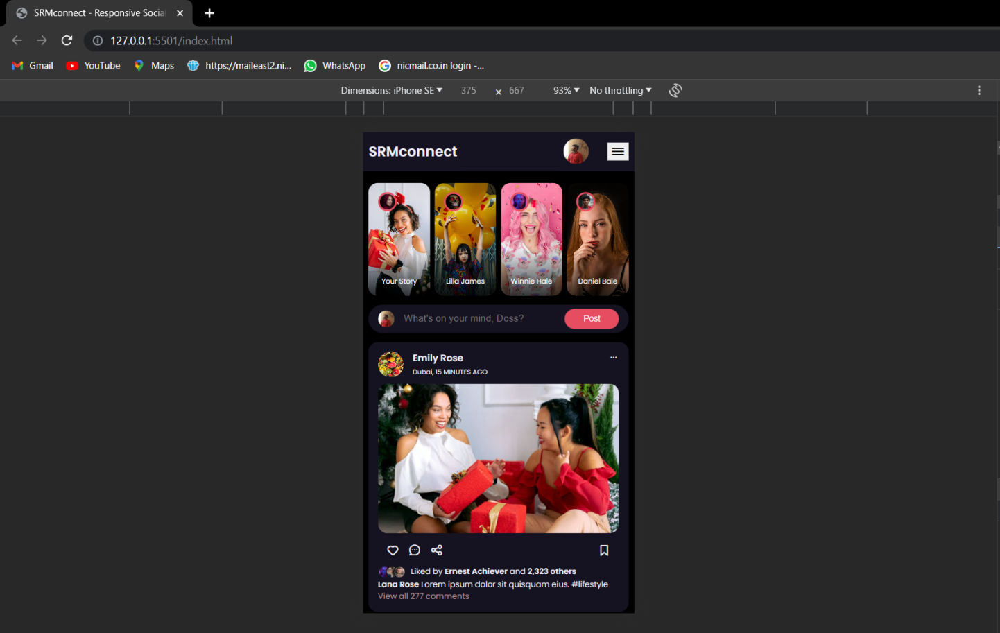 SRMconnect - Responsive Social
127.0.0.1:5501/index.html
Gmail YouTube Maps https://maileast2.ni... WhatsApp nicmail.co.in login -...
Dimensions: iPhone SE 375 × 667 93% No throttling
SRMconnect
Your Story Lilla James Winnie Hale Daniel Bale
What's on your mind, Doss? Post
Emily Rose
Dubai, 15 MINUTES AGO
Liked by Ernest Achiever and 2,323 others
Lana Rose Lorem ipsum dolor sit quisquam eius. #lifestyle
View all 277 comments